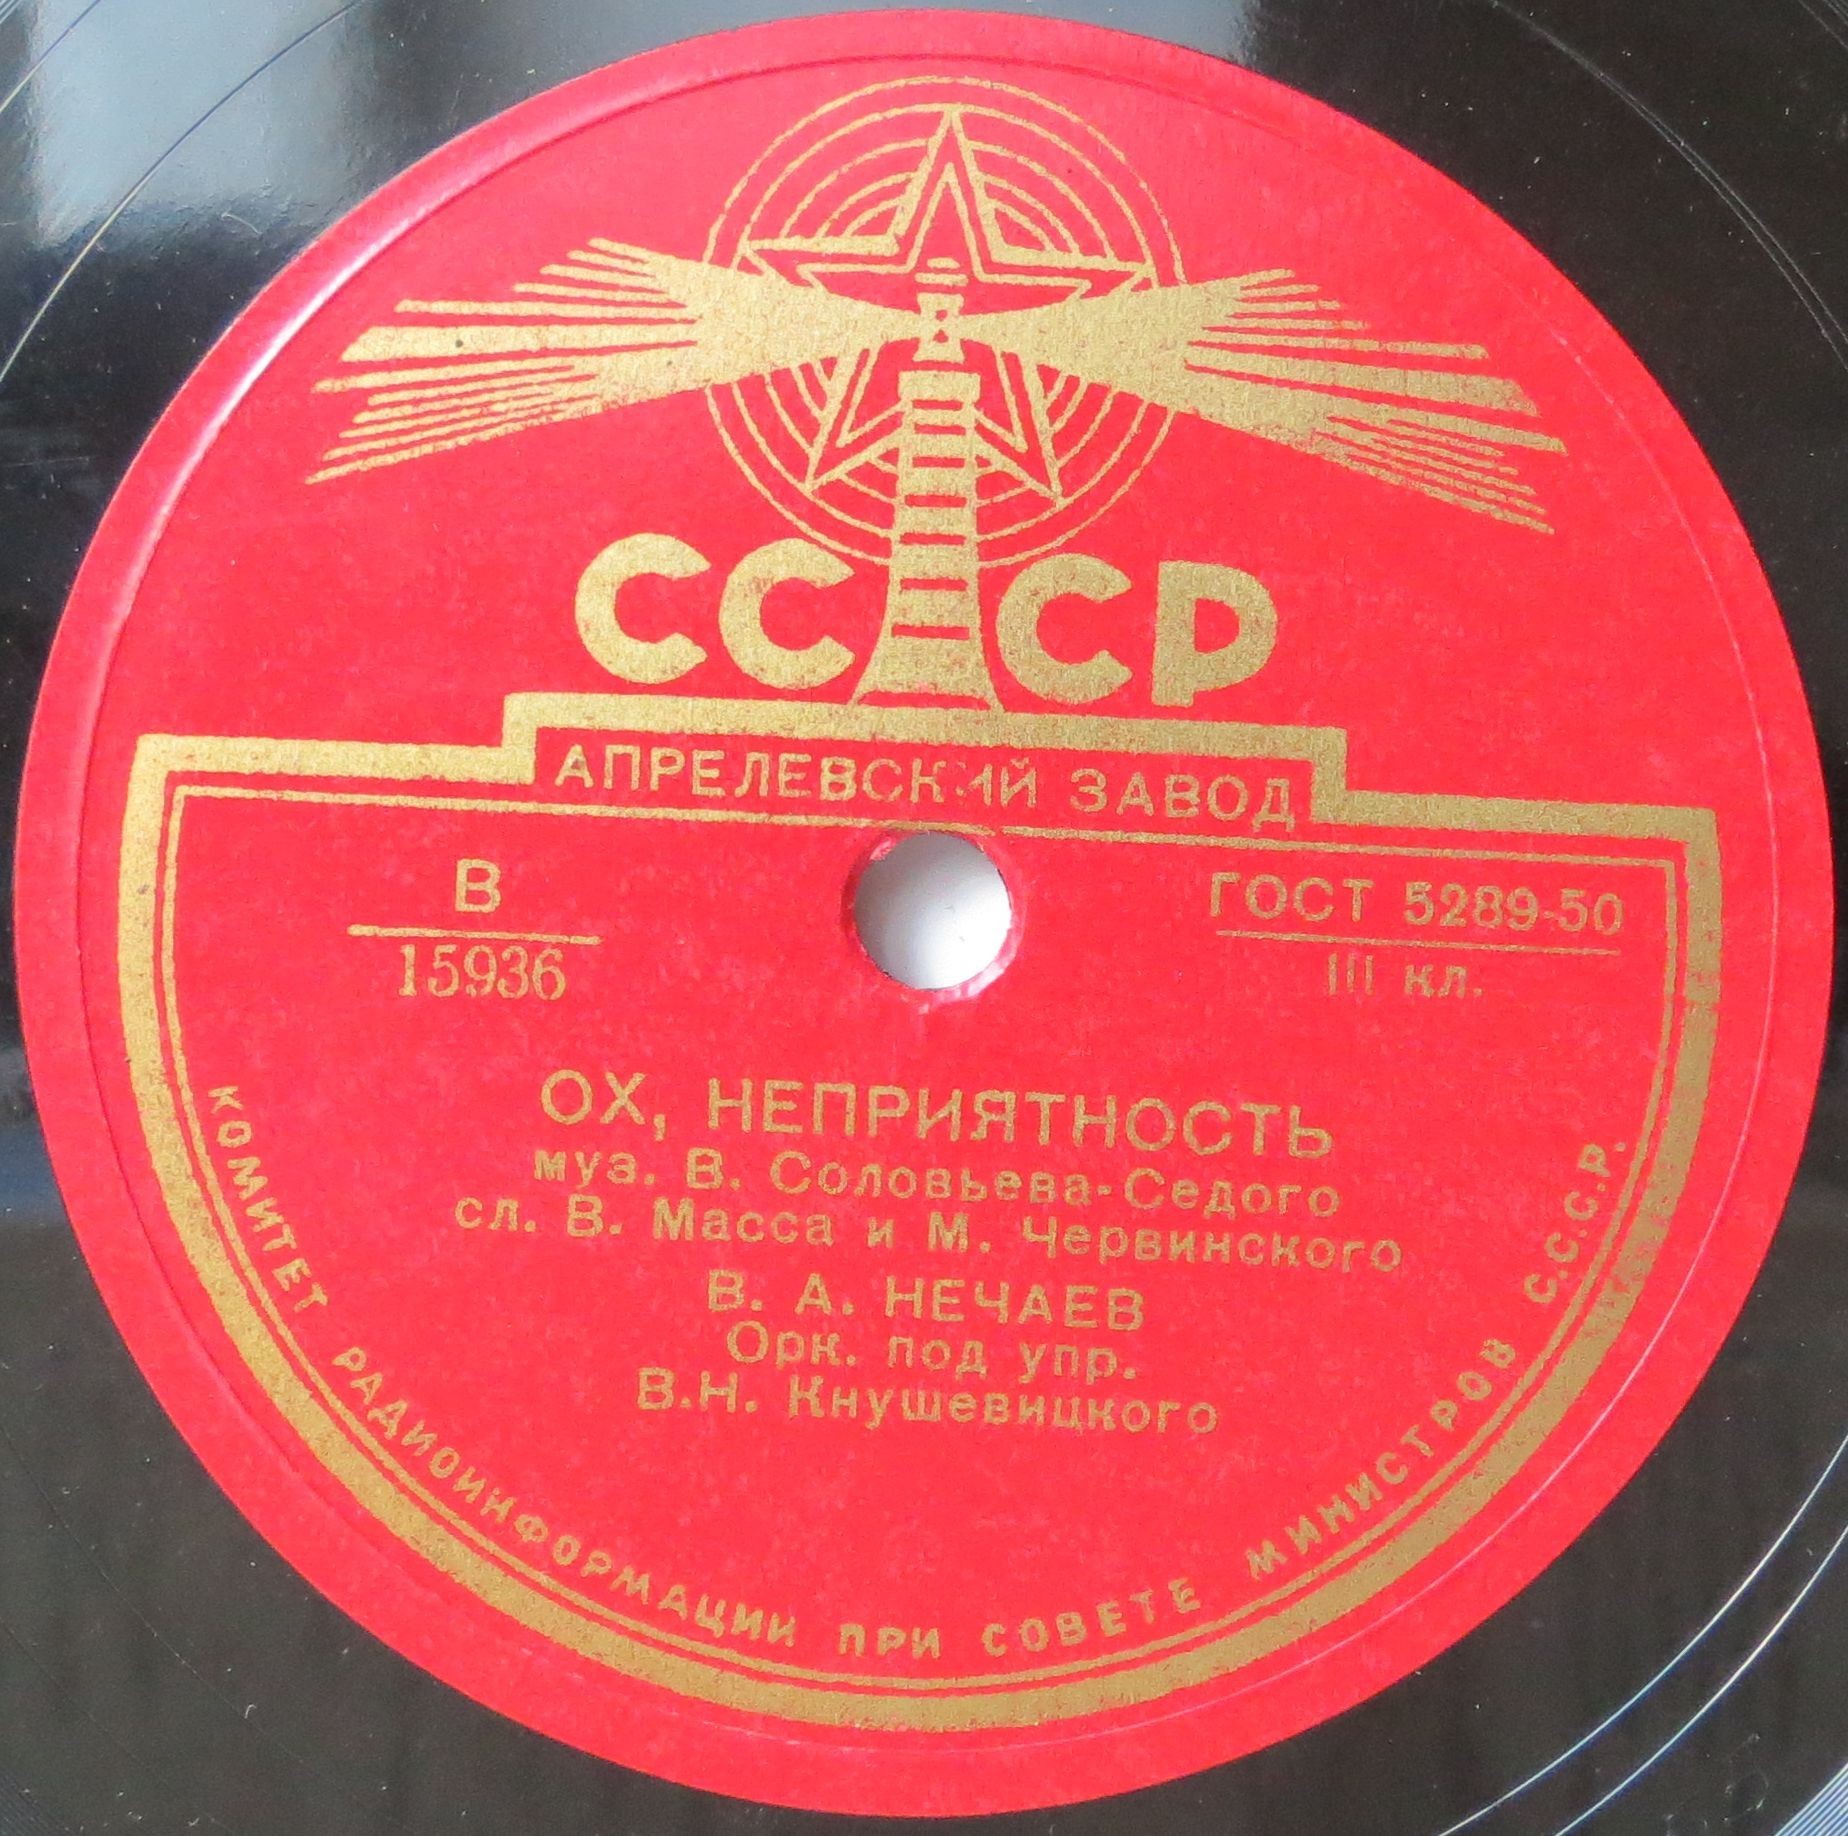 СССР
АПРЕЛЕВСКИЙ ЗАВОД
В
15936
ГОСТ 5289-50
III кл.
ОХ, НЕПРИЯТНОСТЬ
муз. В. Соловьева-Седого
сл. В. Масса и М. Червинского
В. А. НЕЧАЕВ
Орк. под упр.
В.Н. Кнушевицкого
КОМИТЕТ РАДИОИНФОРМАЦИИ ПРИ СОВЕТЕ МИНИСТРОВ С.С.С.Р.